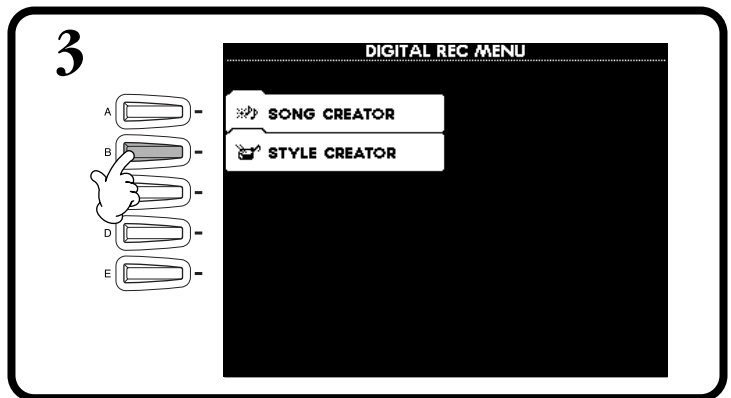 3
DIGITAL REC MENU
A
SONG CREATOR
B
STYLE CREATOR
D
E